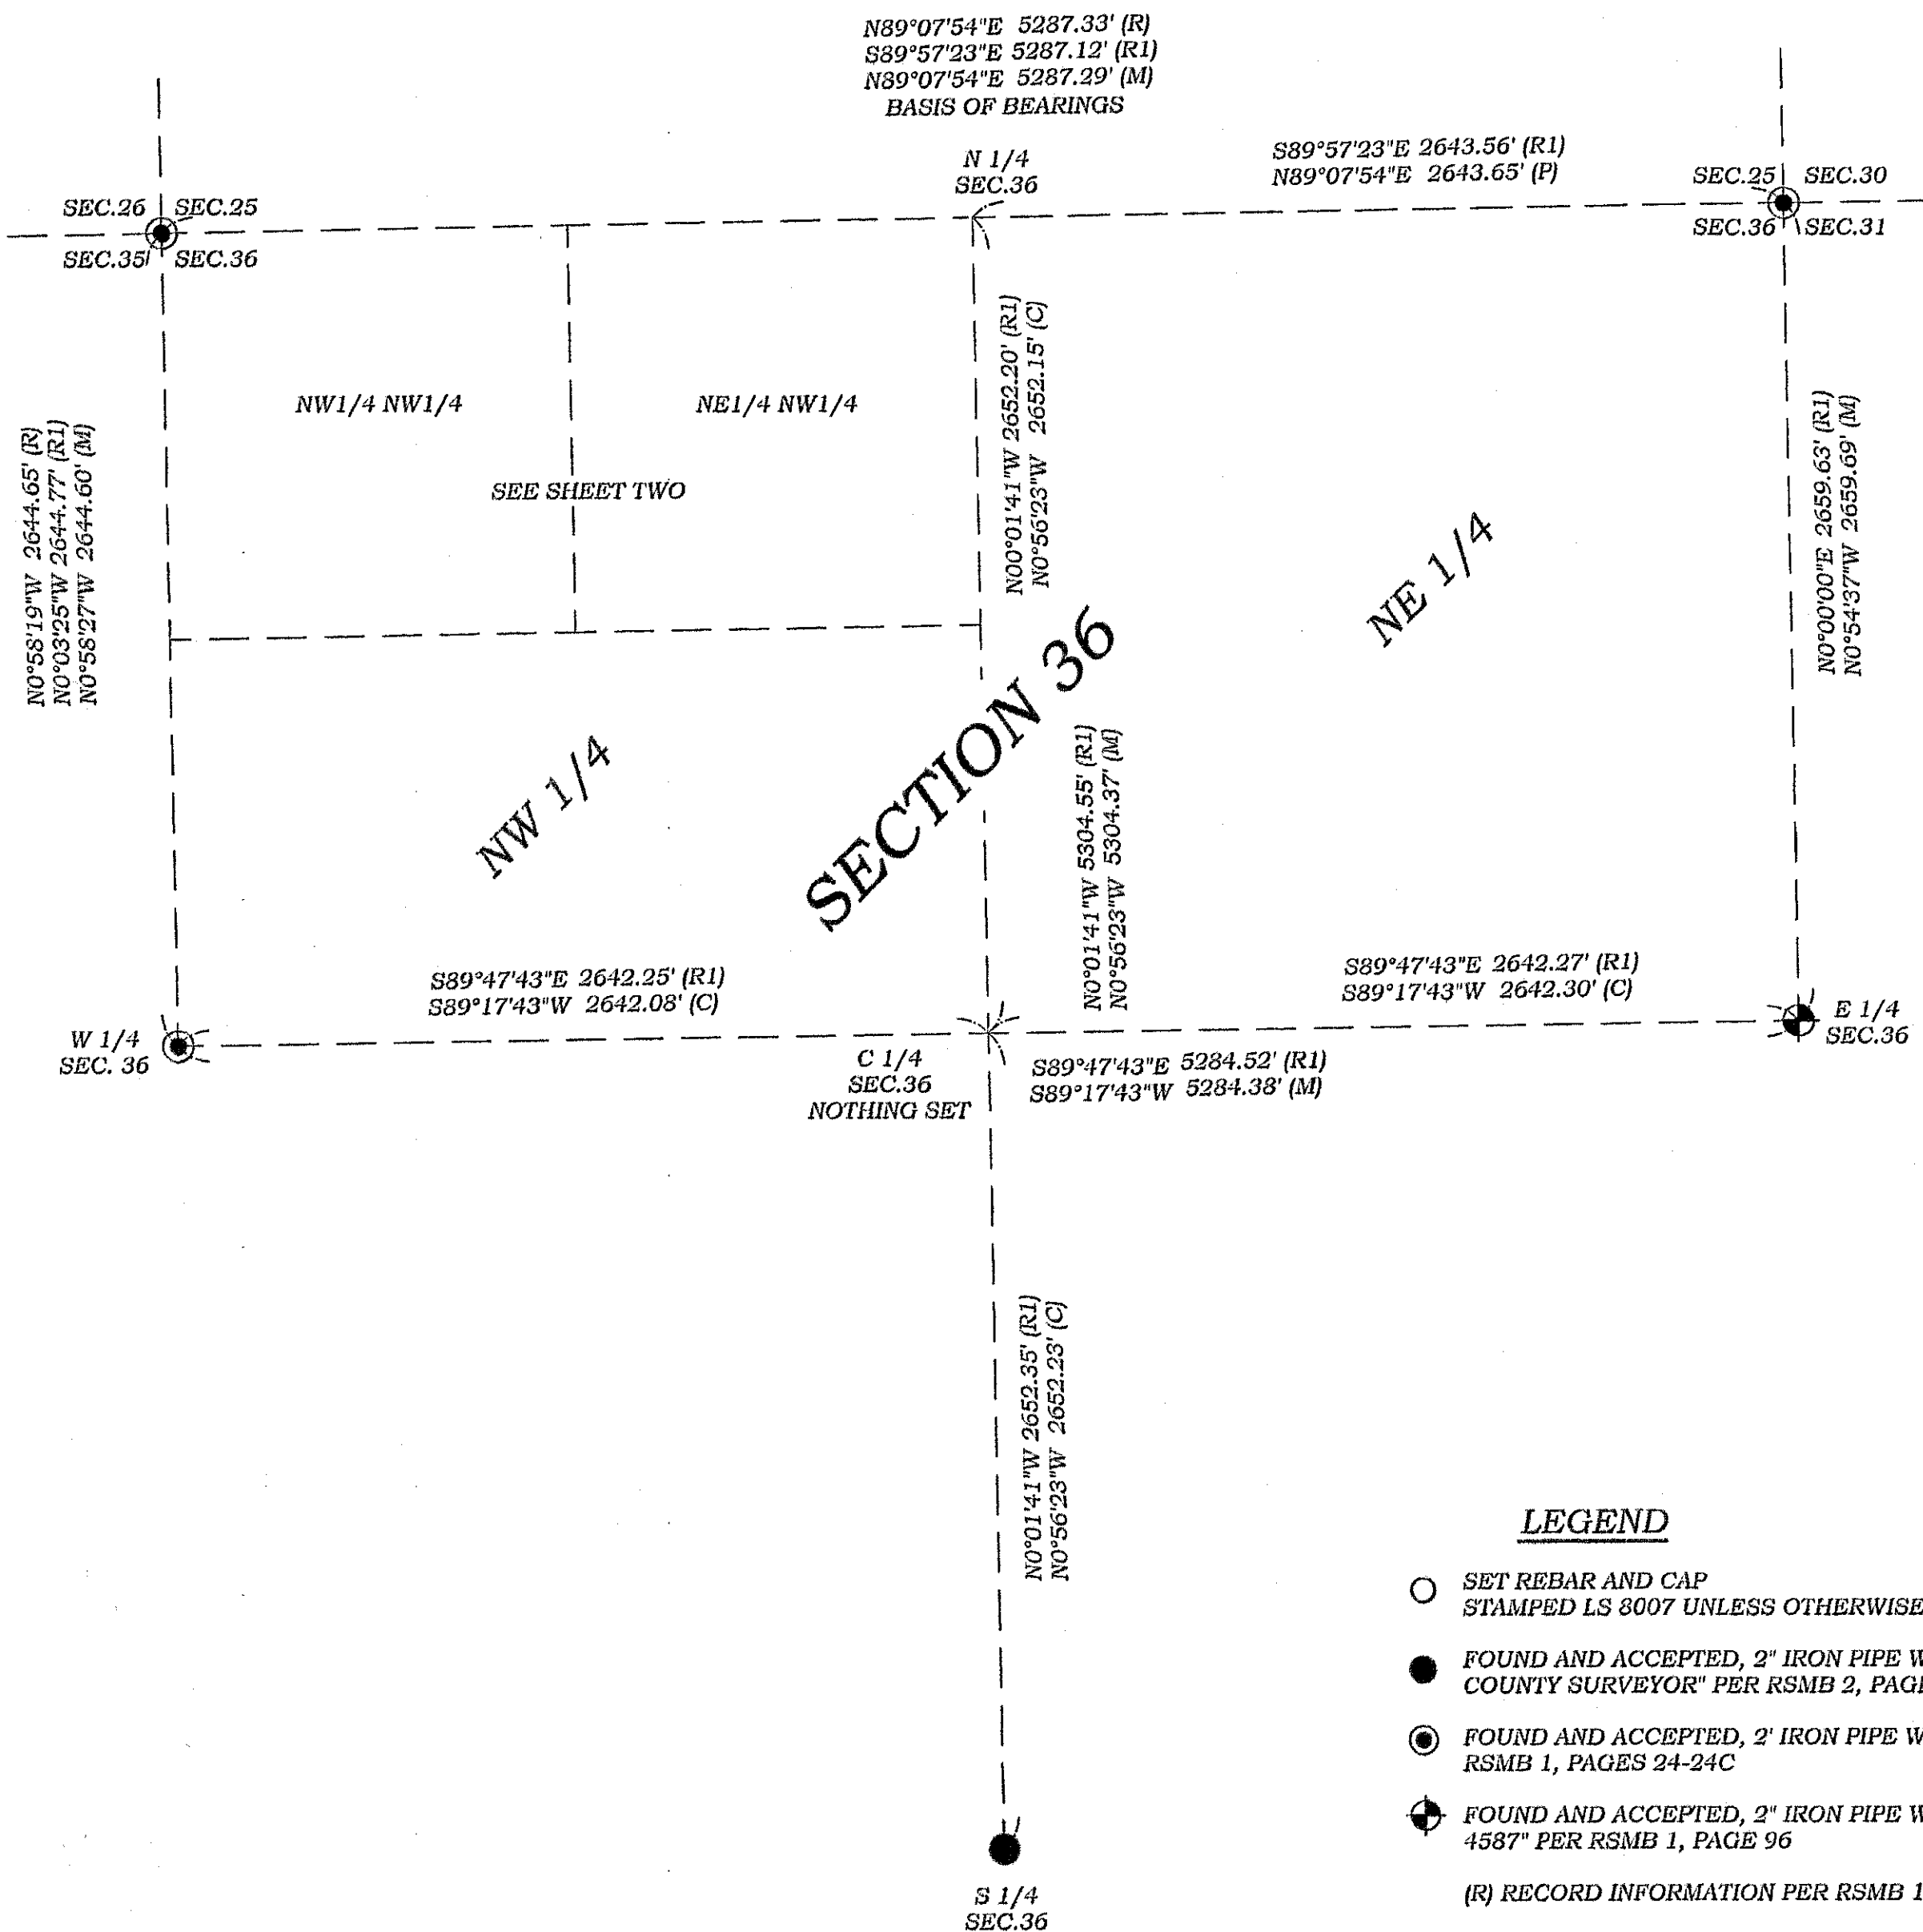 N89°07'54"E 5287.33' (R)
S89°57'23"E 5287.12' (R1)
N89°07'54"E 5287.29' (M)
BASIS OF BEARINGS
N 1/4
SEC.36
S89°57'23"E 2643.56' (R1)
N89°07'54"E 2643.65' (P)
SEC.26 SEC.25
SEC.35 SEC.36
SEC.25 SEC.30
SEC.36 SEC.31
N0°58'19"W 2644.65' (R)
N0°03'25"W 2644.77' (R1)
N0°58'27"W 2644.60' (M)
NW1/4 NW1/4
NE1/4 NW1/4
SEE SHEET TWO
N00°01'41"W 2652.20' (R1)
N0°56'23"W 2652.15' (C)
NE 1/4
N0°00'00"E 2659.63' (R1)
N0°54'37"W 2659.69' (M)
NW 1/4
SECTION 36
N0°01'41"W 5304.55' (R1)
N0°56'23"W 5304.37' (M)
S89°47'43"E 2642.25' (R1)
S89°17'43"W 2642.08' (C)
S89°47'43"E 2642.27' (R1)
S89°17'43"W 2642.30' (C)
W 1/4
SEC. 36
C 1/4
SEC.36
NOTHING SET
S89°47'43"E 5284.52' (R1)
S89°17'43"W 5284.38' (M)
E 1/4
SEC.36
N0°01'41"W 2652.35' (R1)
N0°56'23"W 2652.23' (C)
S 1/4
SEC.36
LEGEND
SET REBAR AND CAP
STAMPED LS 8007 UNLESS OTHERWISE
FOUND AND ACCEPTED, 2" IRON PIPE W
COUNTY SURVEYOR" PER RSMB 2, PAGE
FOUND AND ACCEPTED, 2' IRON PIPE W
RSMB 1, PAGES 24-24C
FOUND AND ACCEPTED, 2" IRON PIPE W
4587" PER RSMB 1, PAGE 96
(R) RECORD INFORMATION PER RSMB 1